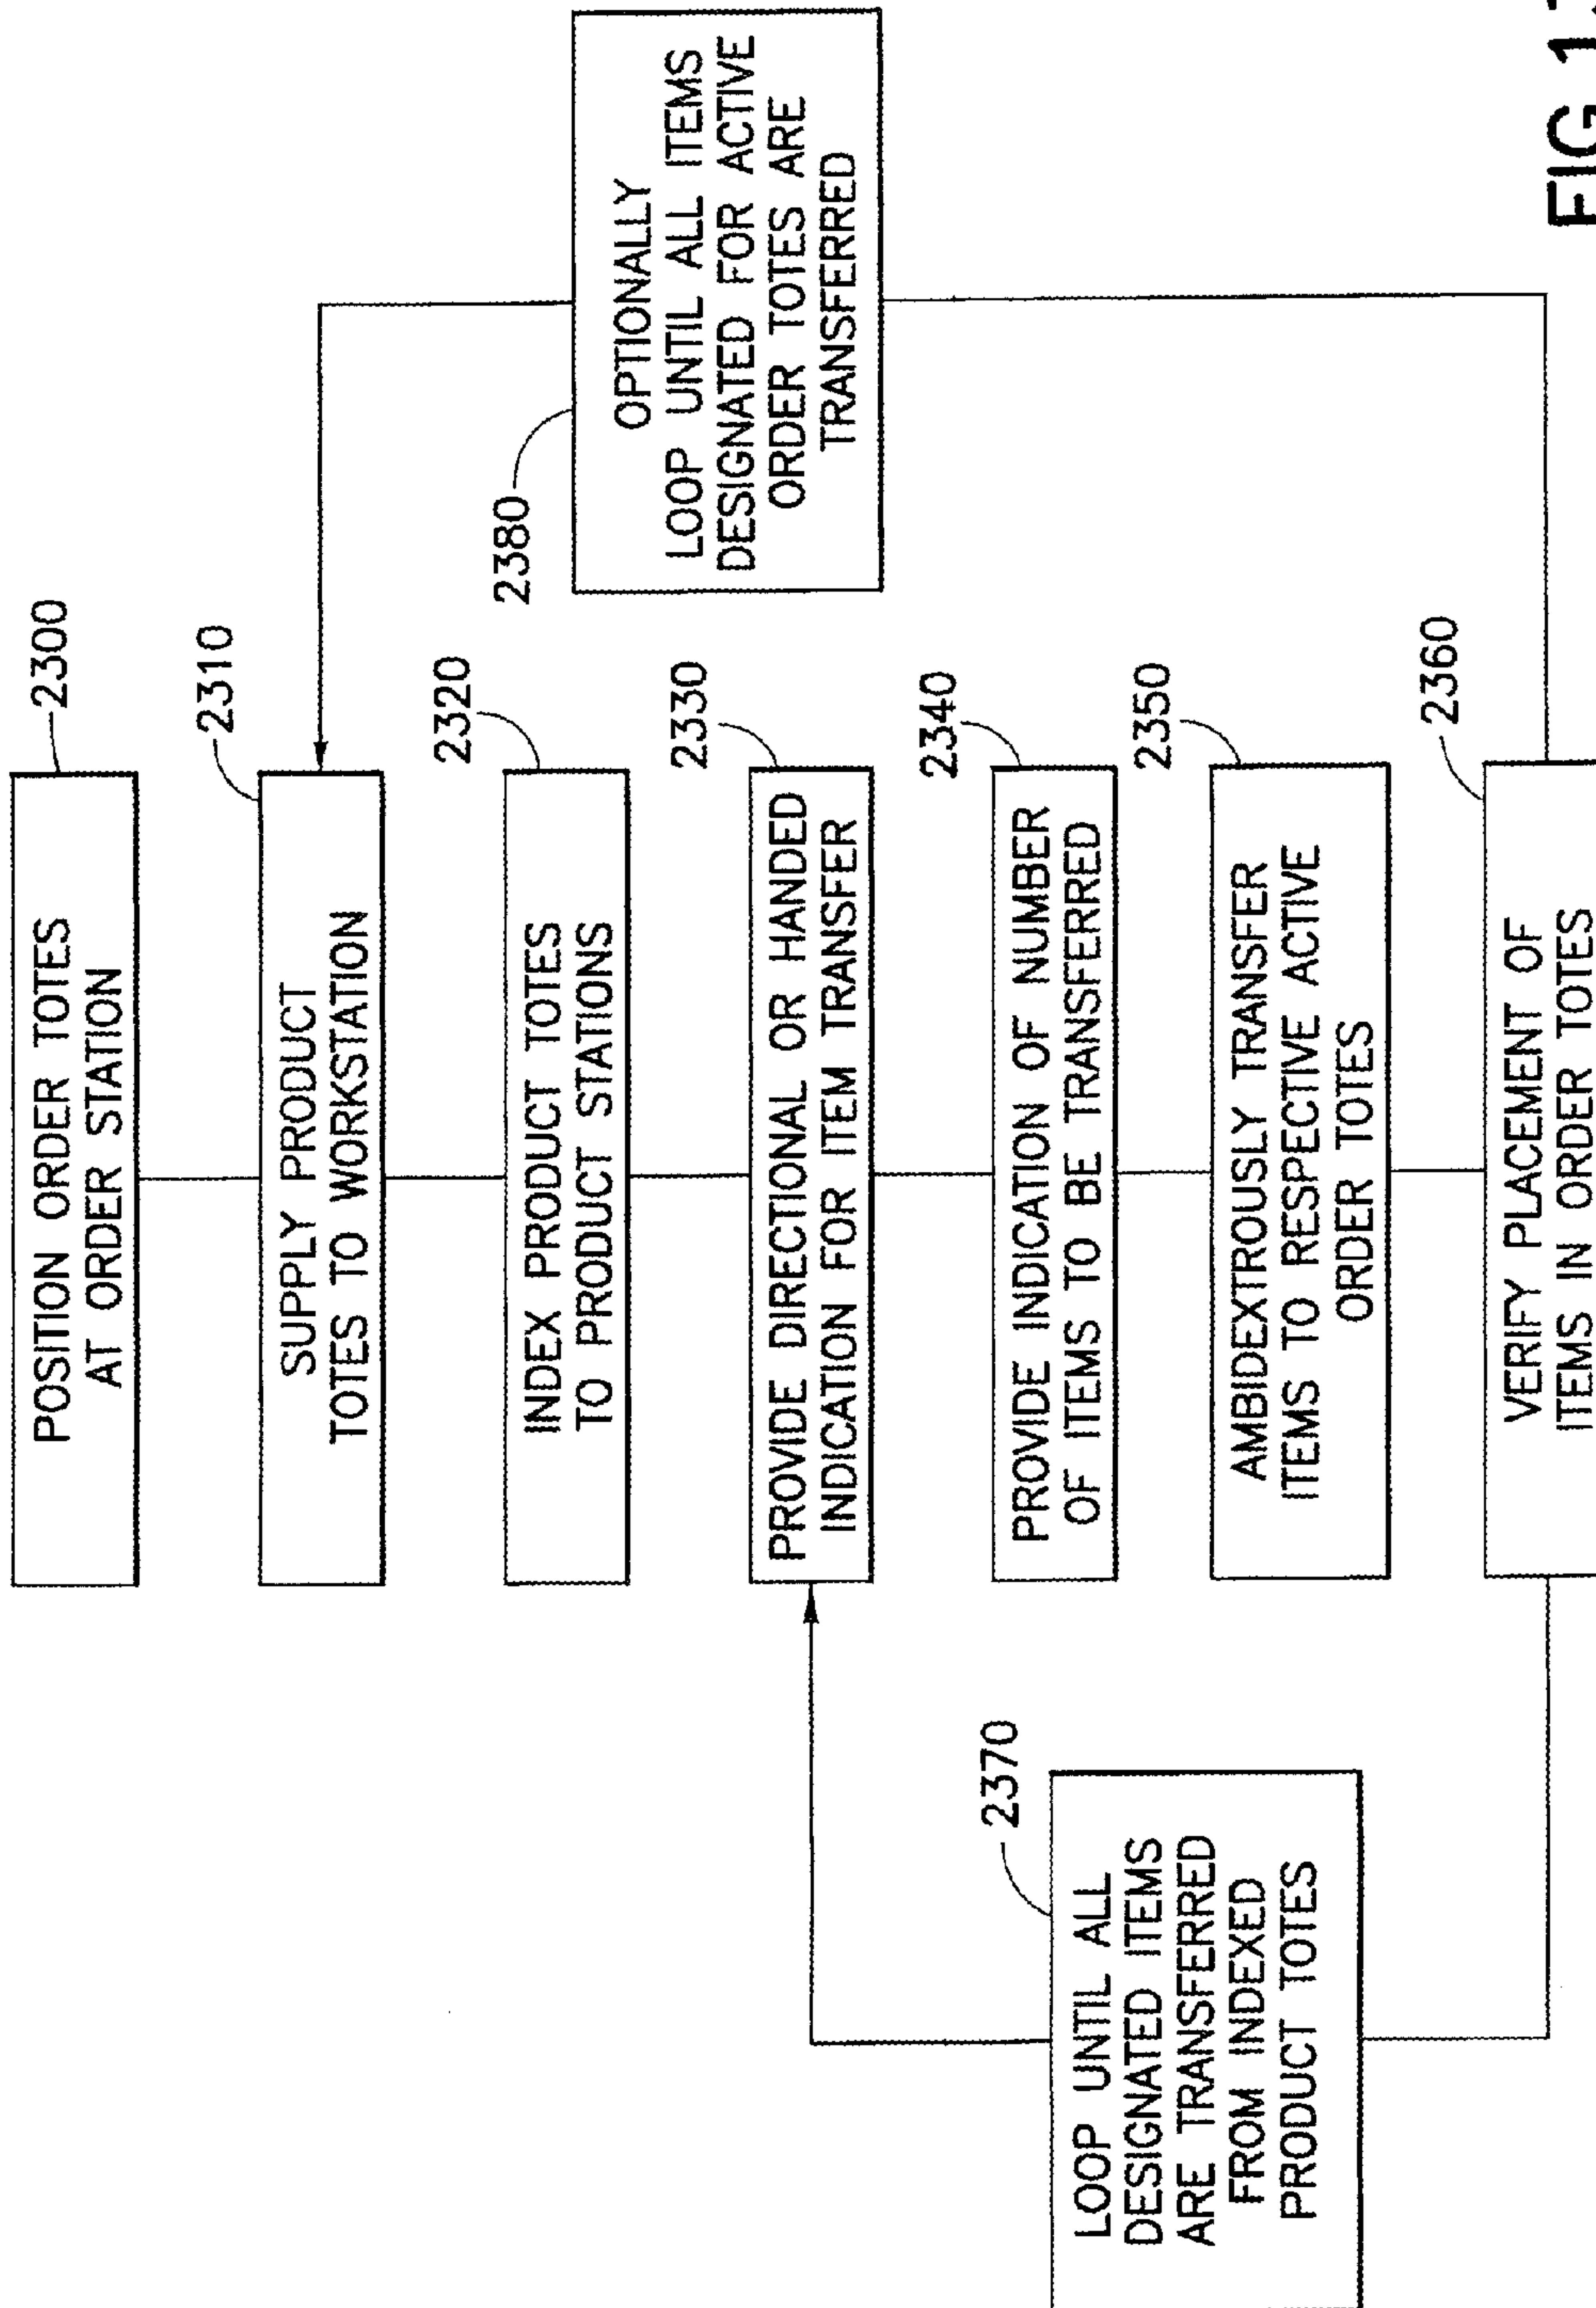 2300
POSITION ORDER TOTES
AT ORDER STATION
2310
SUPPLY PRODUCT
TOTES TO WORKSTATION
2320
INDEX PRODUCT TOTES
TO PRODUCT STATIONS
2330
PROVIDE DIRECTIONAL OR HANDED
INDICATION FOR ITEM TRANSFER
2340
PROVIDE INDICATION OF NUMBER
OF ITEMS TO BE TRANSFERRED
2350
AMBIDEXTROUSLY TRANSFER
ITEMS TO RESPECTIVE ACTIVE
ORDER TOTES
2360
VERIFY PLACEMENT OF
ITEMS IN ORDER TOTES
2370
LOOP UNTIL ALL
DESIGNATED ITEMS
ARE TRANSFERRED
FROM INDEXED
PRODUCT TOTES
2380
OPTIONALLY
LOOP UNTIL ALL ITEMS
DESIGNATED FOR ACTIVE
ORDER TOTES ARE
TRANSFERRED
FIG